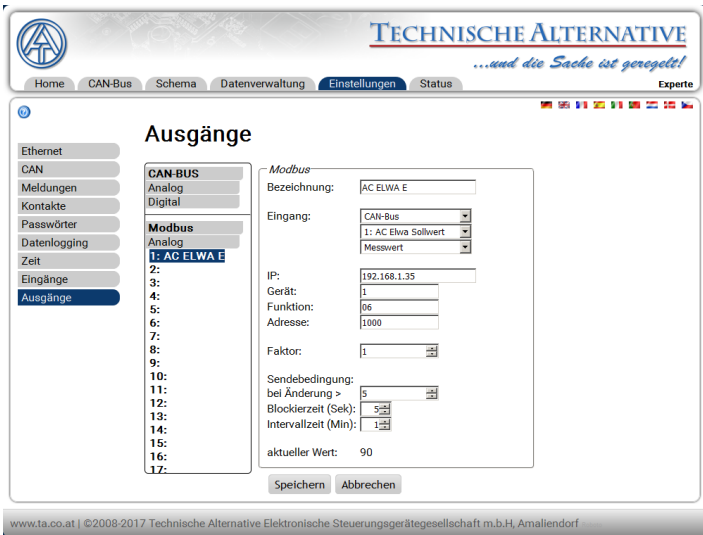 TECHNISCHE ALTERNATIVE
...und die Sache ist geregelt!
Home CAN-Bus Schema Datenverwaltung Einstellungen Status Experte
Ausgänge
Ethernet
CAN
Meldungen
Kontakte
Passwörter
Datenlogging
Zeit
Eingänge
Ausgänge
CAN-BUS
Analog
Digital
Modbus
Analog
1: AC ELWA E
2:
3:
4:
5:
6:
7:
8:
9:
10:
11:
12:
13:
14:
15:
16:
17:
Modbus
Bezeichnung: AC ELWA E
Eingang: CAN-Bus
1: AC Elwa Sollwert
Messwert
IP: 192.168.1.35
Gerät: 1
Funktion: 06
Adresse: 1000
Faktor: 1
Sendebedingung:
bei Änderung > 5
Blockierzeit (Sek): 5
Intervallzeit (Min): 1
aktueller Wert: 90
Speichern Abbrechen
www.ta.co.at | ©2008-2017 Technische Alternative Elektronische Steuerungsgerätegesellschaft m.b.H, Amaliendorf